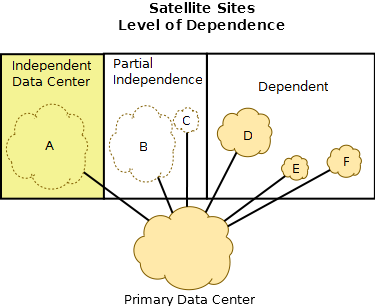 Satellite Sites
Level of Dependence
Independent
Data Center
Partial
Independence
Dependent
A
B
C
D
E
F
Primary Data Center